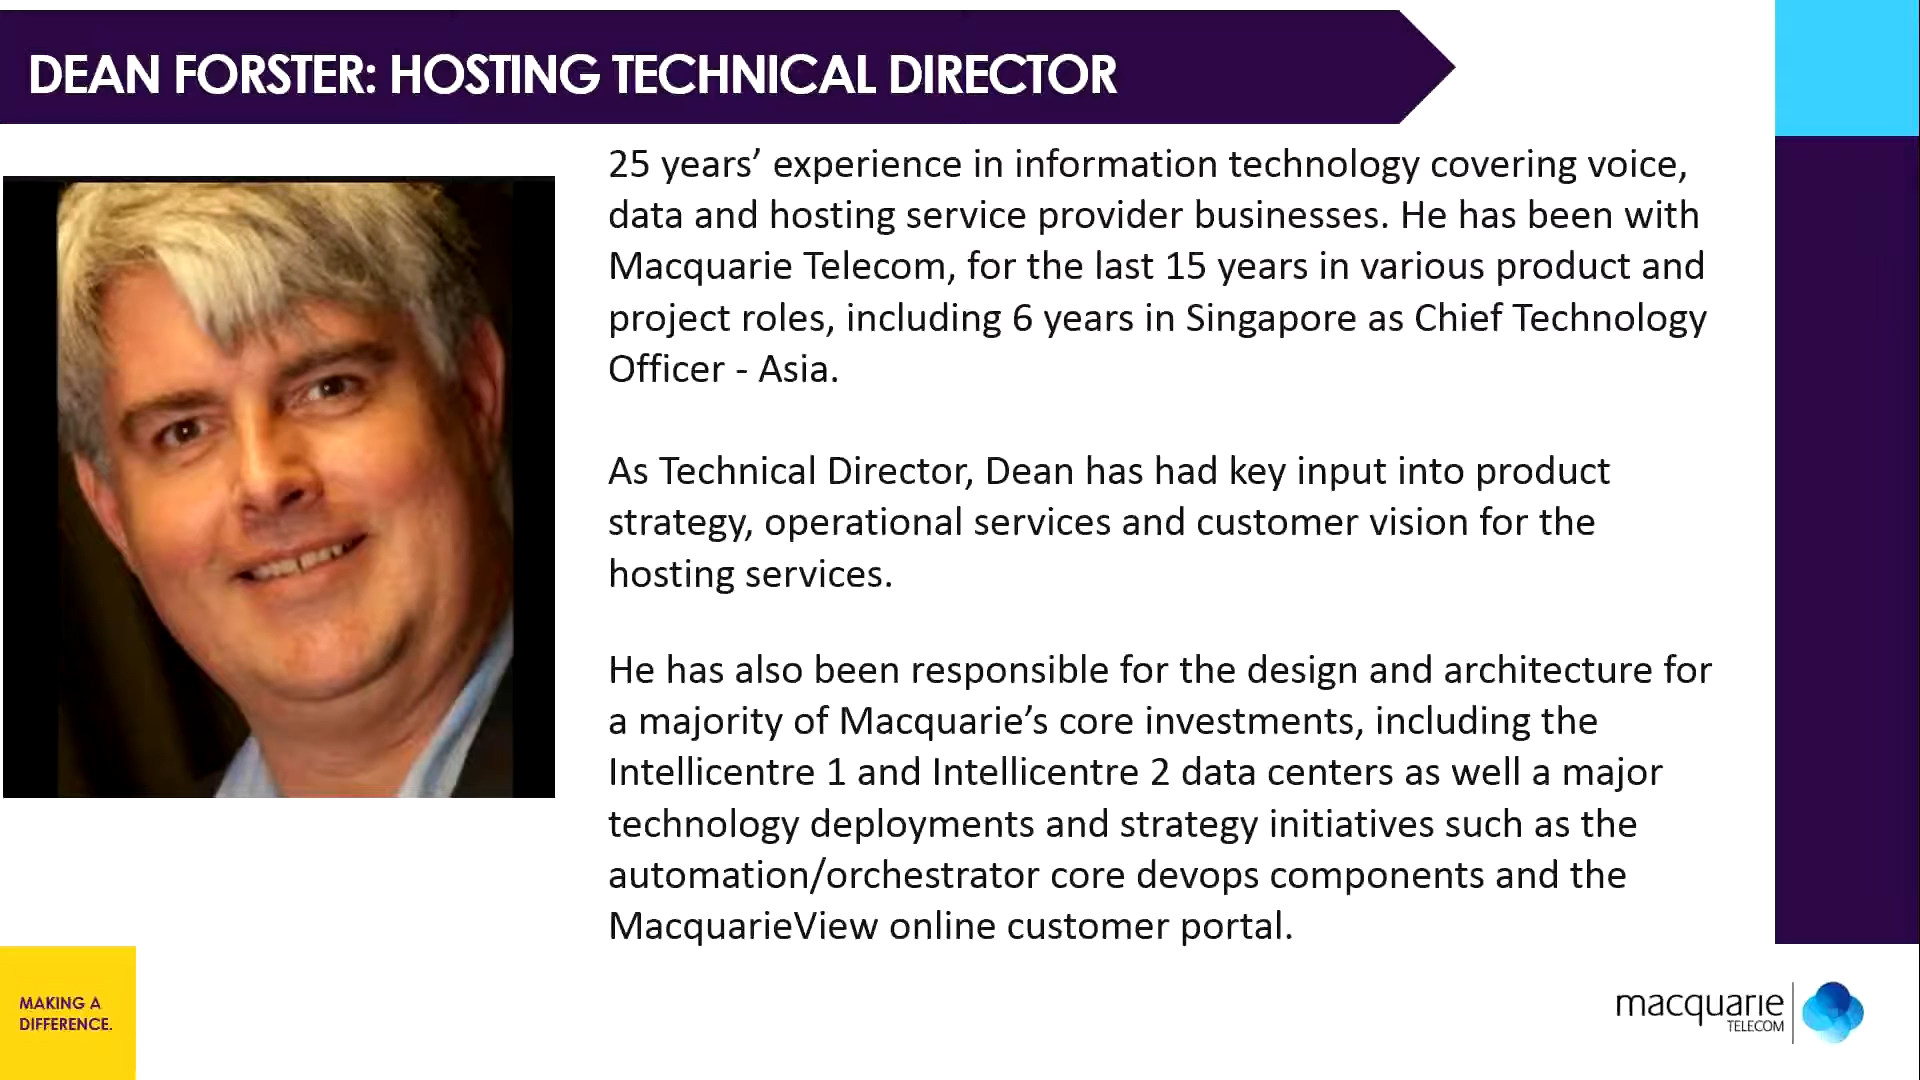 DEAN FORSTER: HOSTING TECHNICAL DIRECTOR
25 years’ experience in information technology covering voice,
data and hosting service provider businesses. He has been with
Macquarie Telecom, for the last 15 years in various product and
project roles, including 6 years in Singapore as Chief Technology
Officer - Asia.
As Technical Director, Dean has had key input into product
strategy, operational services and customer vision for the
hosting services.
He has also been responsible for the design and architecture for
a majority of Macquarie’s core investments, including the
Intellicentre 1 and Intellicentre 2 data centers as well a major
technology deployments and strategy initiatives such as the
automation/orchestrator core devops components and the
MacquarieView online customer portal.
MAKING A
DIFFERENCE.
macquarie
TELECOM